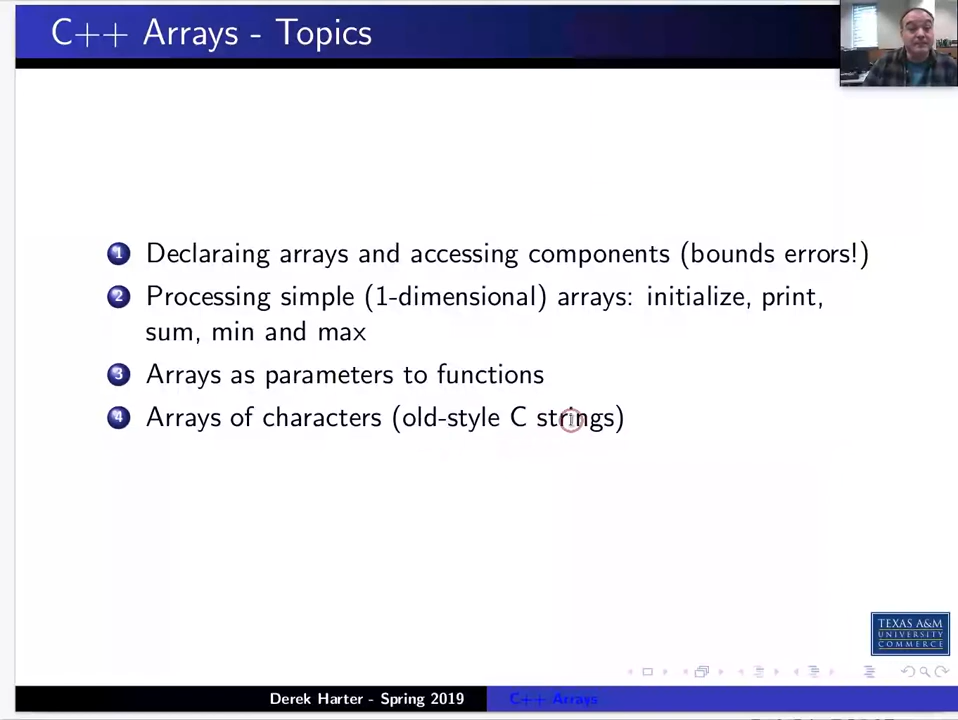 C++ Arrays - Topics
1 Declaraing arrays and accessing components (bounds errors!)
2 Processing simple (1-dimensional) arrays: initialize, print,
sum, min and max
3 Arrays as parameters to functions
4 Arrays of characters (old-style C strings)
TEXAS A&M
UNIVERSITY
COMMERCE
Derek Harter - Spring 2019
C++ Arrays